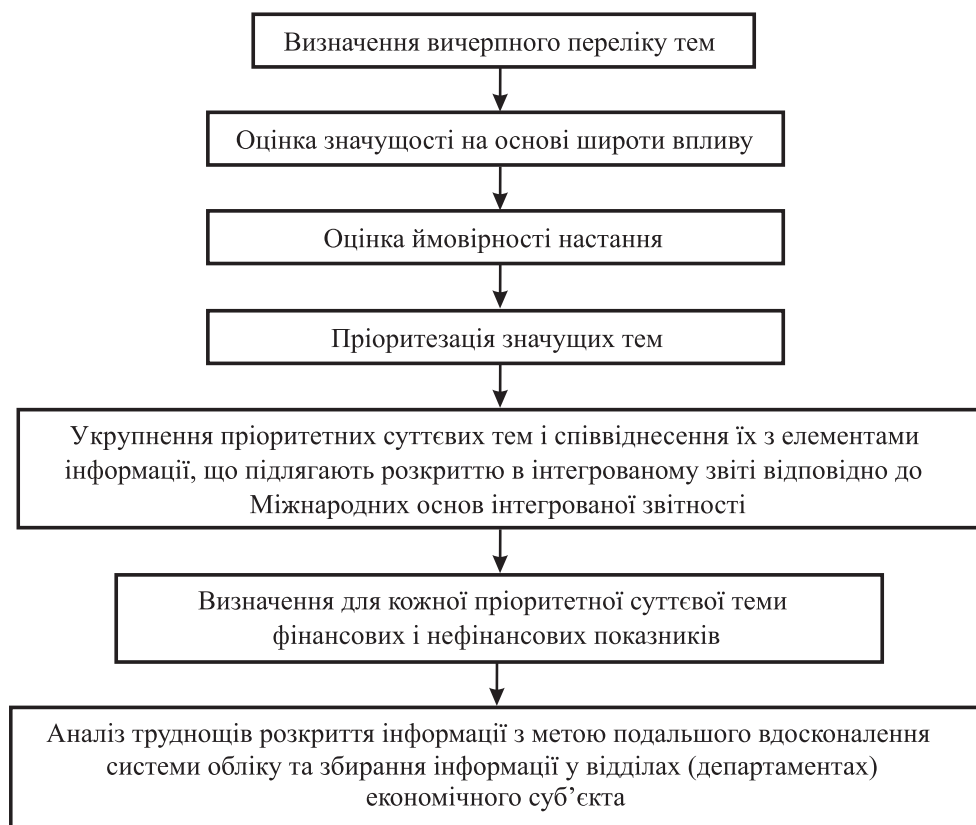 Визначення вичерпного переліку тем
Оцінка значущості на основі широти впливу
Оцінка ймовірності настання
Пріоритезація значущих тем
Укрупнення пріоритетних суттєвих тем і співвіднесення їх з елементами
інформації, що підлягають розкриттю в інтегрованому звіті відповідно до
Міжнародних основ інтегрованої звітності
Визначення для кожної пріоритетної суттєвої теми
фінансових і нефінансових показників
Аналіз труднощів розкриття інформації з метою подальшого вдосконалення
системи обліку та збирання інформації у відділах (департаментах)
економічного суб’єкта